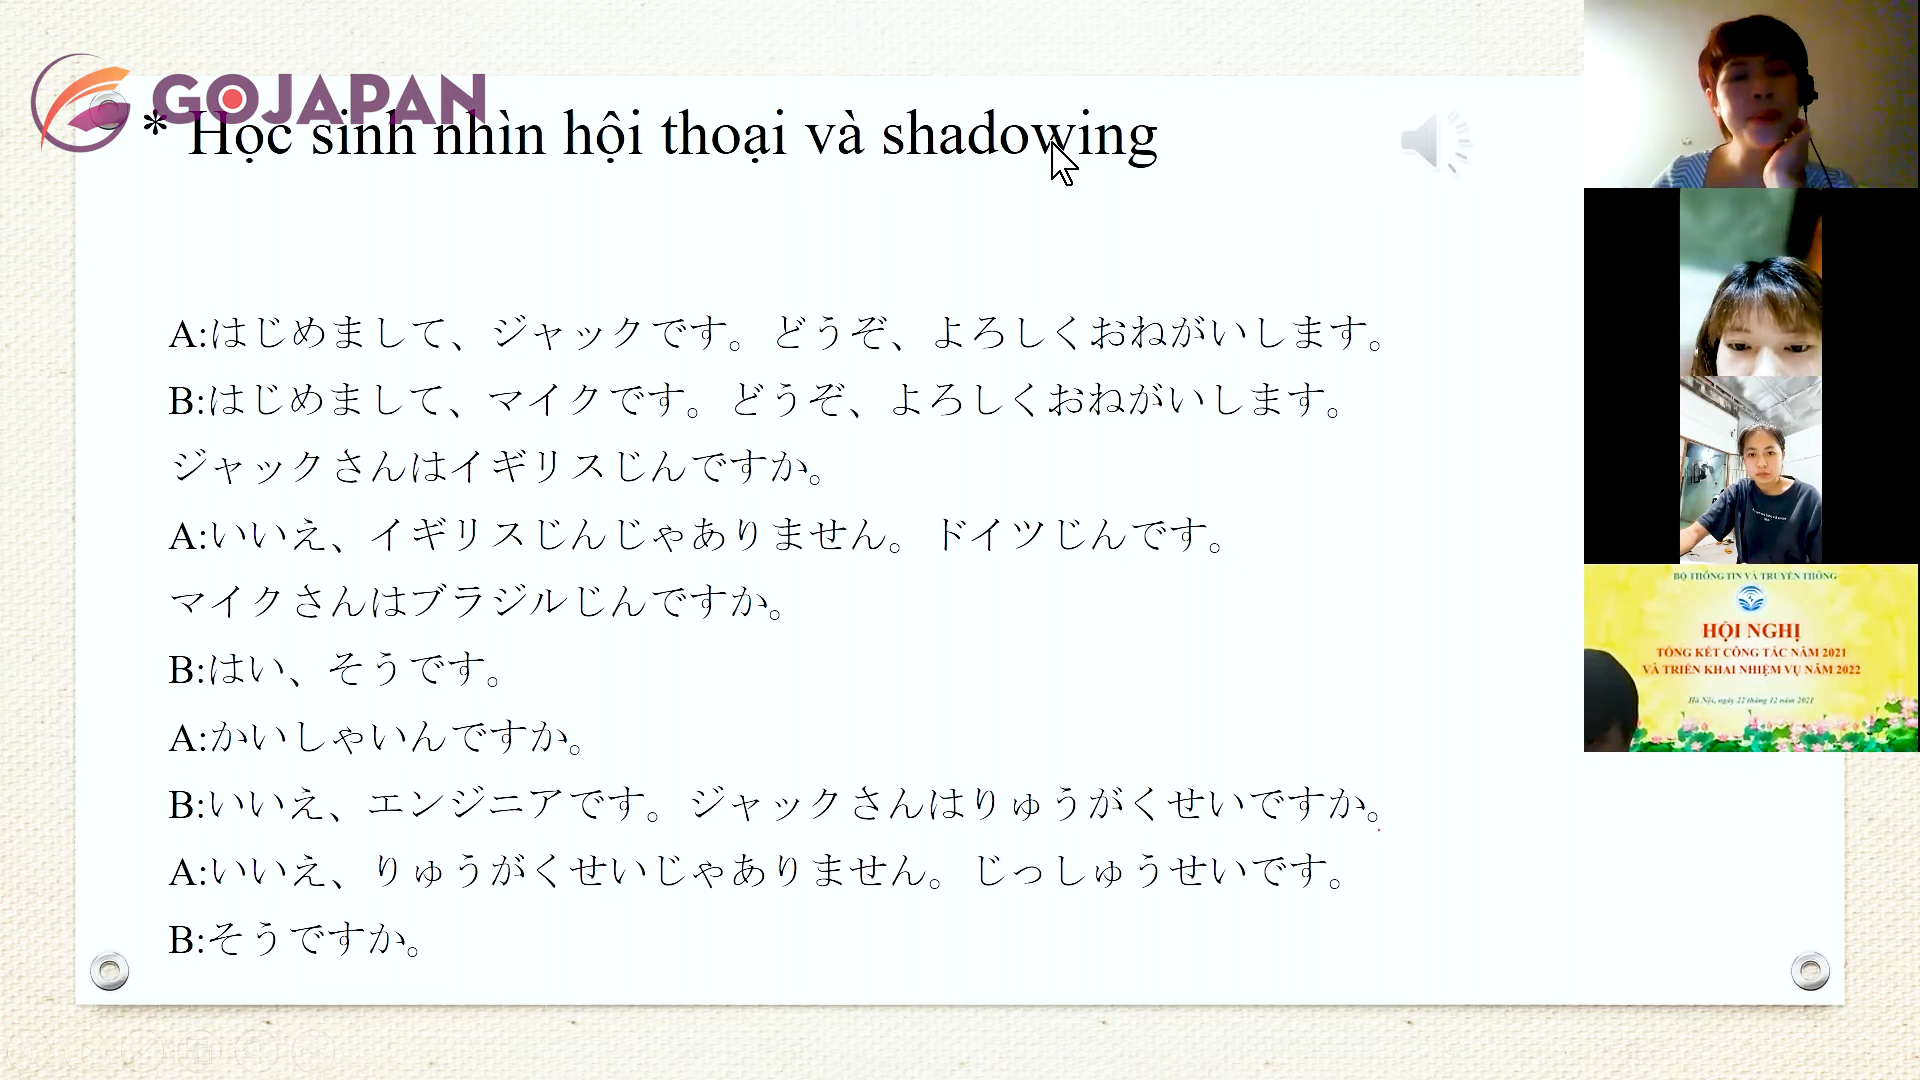 GOJAPAN
* Học sinh nhìn hội thoại và shadowing
A:はじめまして、ジャックです。どうぞ、よろしくおねがいします。
B:はじめまして、マイクです。どうぞ、よろしくおねがいします。
ジャックさんはイギリスじんですか。
A:いいえ、イギリスじんじゃありません。ドイツじんです。
マイクさんはブラジルじんですか。
B:はい、そうです。
A:かいしゃいんですか。
B:いいえ、エンジニアです。ジャックさんはりゅうがくせいですか。
A:いいえ、りゅうがくせいじゃありません。じっしゅうせいです。
B:そうですか。
BỘ THÔNG TIN VÀ TRUYỀN THÔNG
HỘI NGHỊ
TỔNG KẾT CÔNG TÁC NĂM 2021
VÀ TRIỂN KHAI NHIỆM VỤ NĂM 2022
Hà Nội, ngày 22 tháng 12 năm 2021